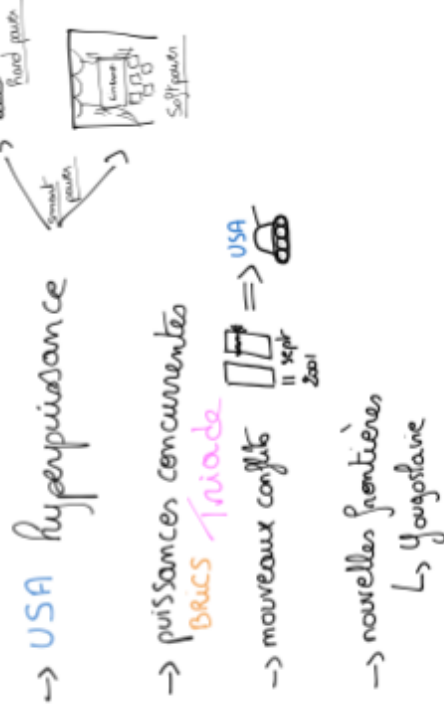 hard power
-> USA hyperpuissance
smart power
Cinéma
Soft power
-> puissances concurrentes
BRICS Triade
-> nouveaux conflits
11 sept 2001
=> USA
-> nouvelles frontières
↳ Yougoslavie